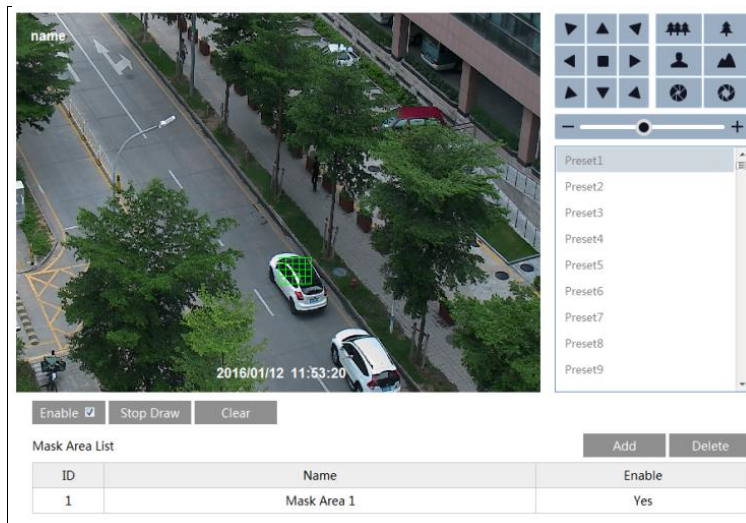 name
2016/01/12 11:53:20
Preset1
Preset2
Preset3
Preset4
Preset5
Preset6
Preset7
Preset8
Preset9
Enable Stop Draw Clear
Mask Area List Add Delete
ID Name Enable
1 Mask Area 1 Yes